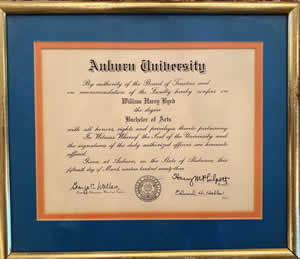 Auburn University
By authority of the Board of Trustees and
on recommendation of the Faculty hereby confers on
William Harry Byrd
the degree
Bachelor of Arts
with all honors, rights and privileges thereto pertaining.
In Witness Whereof the Seal of the University and
the signatures of the duly authorized officers are hereunto
affixed.
Given at Auburn, in the State of Alabama, this
fifteenth day of March, nineteen hundred ninety-three